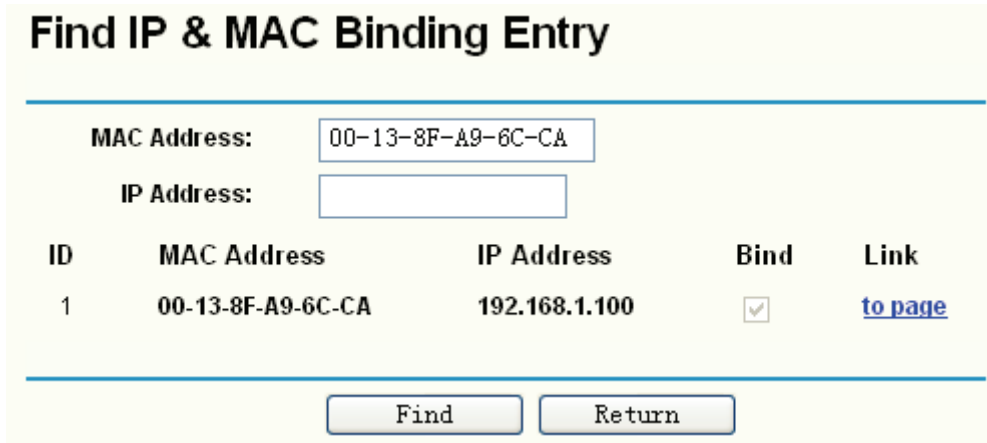 Find IP & MAC Binding Entry
MAC Address: 00-13-8F-A9-6C-CA
IP Address:
ID MAC Address IP Address Bind Link
1 00-13-8F-A9-6C-CA 192.168.1.100 to page
Find Return